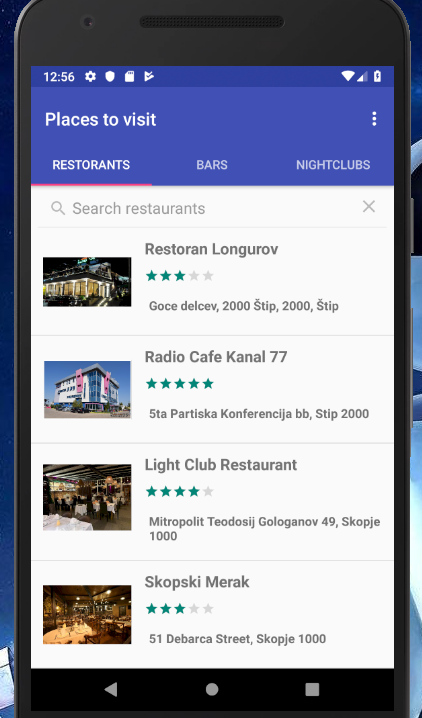 12:56
Places to visit
RESTORANTS BARS NIGHTCLUBS
Search restaurants
Restoran Longurov
Goce delcev, 2000 Štip, 2000, Štip
Radio Cafe Kanal 77
5ta Partiska Konferencija bb, Stip 2000
Light Club Restaurant
Mitropolit Teodosij Gologanov 49, Skopje
1000
Skopski Merak
51 Debarca Street, Skopje 1000